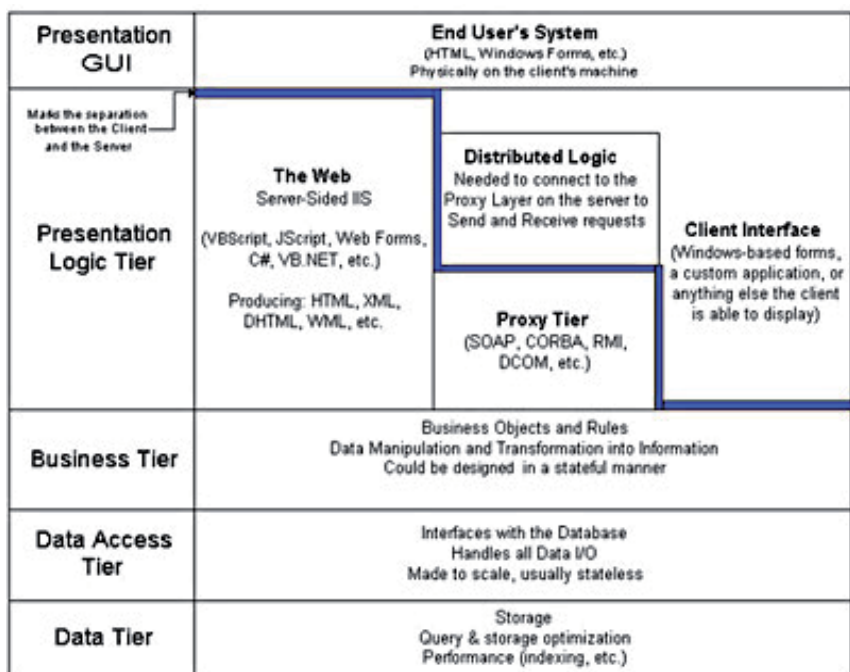 Presentation
GUI
End User's System
(HTML, Windows Forms, etc.)
Physically on the client's machine
Marks the separation
between the Client
and the Server
Presentation
Logic Tier
The Web
Server-Sided IIS
(VBScript, JScript, Web Forms,
C#, VB.NET, etc.)
Producing: HTML, XML,
DHTML, WML, etc.
Distributed Logic
Needed to connect to the
Proxy Layer on the server to
Send and Receive requests
Proxy Tier
(SOAP, CORBA, RMI,
DCOM, etc.)
Client Interface
(Windows-based forms,
a custom application, or
anything else the client
is able to display)
Business Tier
Business Objects and Rules
Data Manipulation and Transformation into Information
Could be designed in a stateful manner
Data Access
Tier
Interfaces with the Database
Handles all Data I/O
Made to scale, usually stateless
Data Tier
Storage
Query & storage optimization
Performance (indexing, etc.)